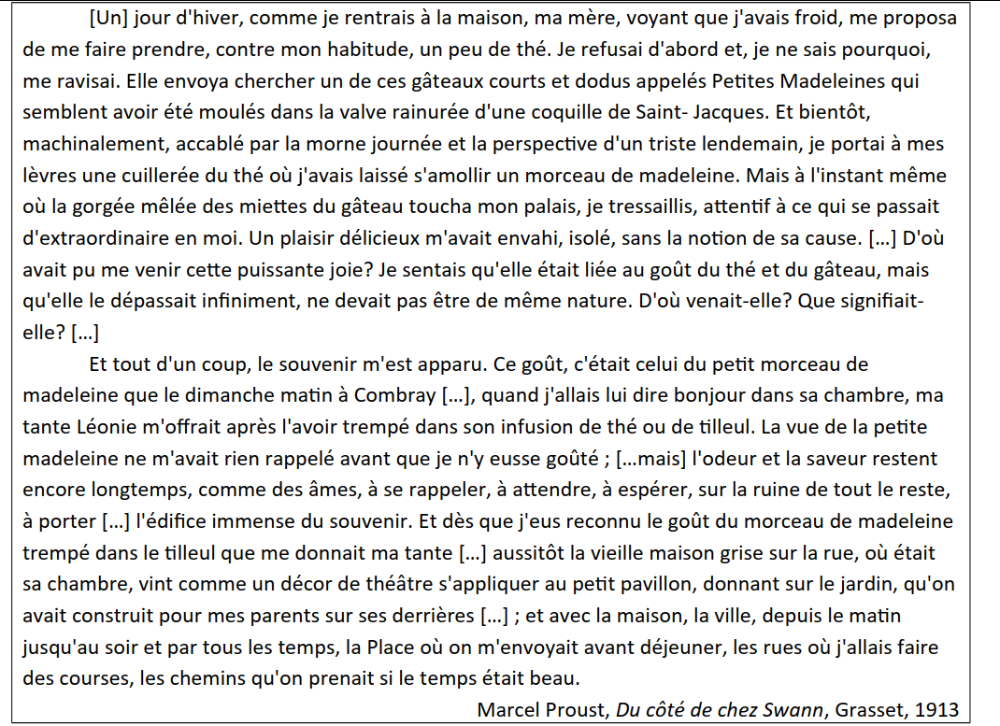 [Un] jour d'hiver, comme je rentrais à la maison, ma mère, voyant que j'avais froid, me proposa
de me faire prendre, contre mon habitude, un peu de thé. Je refusai d'abord et, je ne sais pourquoi,
me ravisai. Elle envoya chercher un de ces gâteaux courts et dodus appelés Petites Madeleines qui
semblent avoir été moulés dans la valve rainurée d'une coquille de Saint- Jacques. Et bientôt,
machinalement, accablé par la morne journée et la perspective d'un triste lendemain, je portai à mes
lèvres une cuillerée du thé où j'avais laissé s'amollir un morceau de madeleine. Mais à l'instant même
où la gorgée mêlée des miettes du gâteau toucha mon palais, je tressaillis, attentif à ce qui se passait
d'extraordinaire en moi. Un plaisir délicieux m'avait envahi, isolé, sans la notion de sa cause. [...] D'où
avait pu me venir cette puissante joie? Je sentais qu'elle était liée au goût du thé et du gâteau, mais
qu'elle le dépassait infiniment, ne devait pas être de même nature. D'où venait-elle? Que signifiait-
elle? [...]
Et tout d'un coup, le souvenir m'est apparu. Ce goût, c'était celui du petit morceau de
madeleine que le dimanche matin à Combray [...], quand j'allais lui dire bonjour dans sa chambre, ma
tante Léonie m'offrait après l'avoir trempé dans son infusion de thé ou de tilleul. La vue de la petite
madeleine ne m'avait rien rappelé avant que je n'y eusse goûté ; [...mais] l'odeur et la saveur restent
encore longtemps, comme des âmes, à se rappeler, à attendre, à espérer, sur la ruine de tout le reste,
à porter [...] l'édifice immense du souvenir. Et dès que j'eus reconnu le goût du morceau de madeleine
trempé dans le tilleul que me donnait ma tante [...] aussitôt la vieille maison grise sur la rue, où était
sa chambre, vint comme un décor de théâtre s'appliquer au petit pavillon, donnant sur le jardin, qu'on
avait construit pour mes parents sur ses derrières [...] ; et avec la maison, la ville, depuis le matin
jusqu'au soir et par tous les temps, la Place où on m'envoyait avant déjeuner, les rues où j'allais faire
des courses, les chemins qu'on prenait si le temps était beau.
Marcel Proust, Du côté de chez Swann, Grasset, 1913